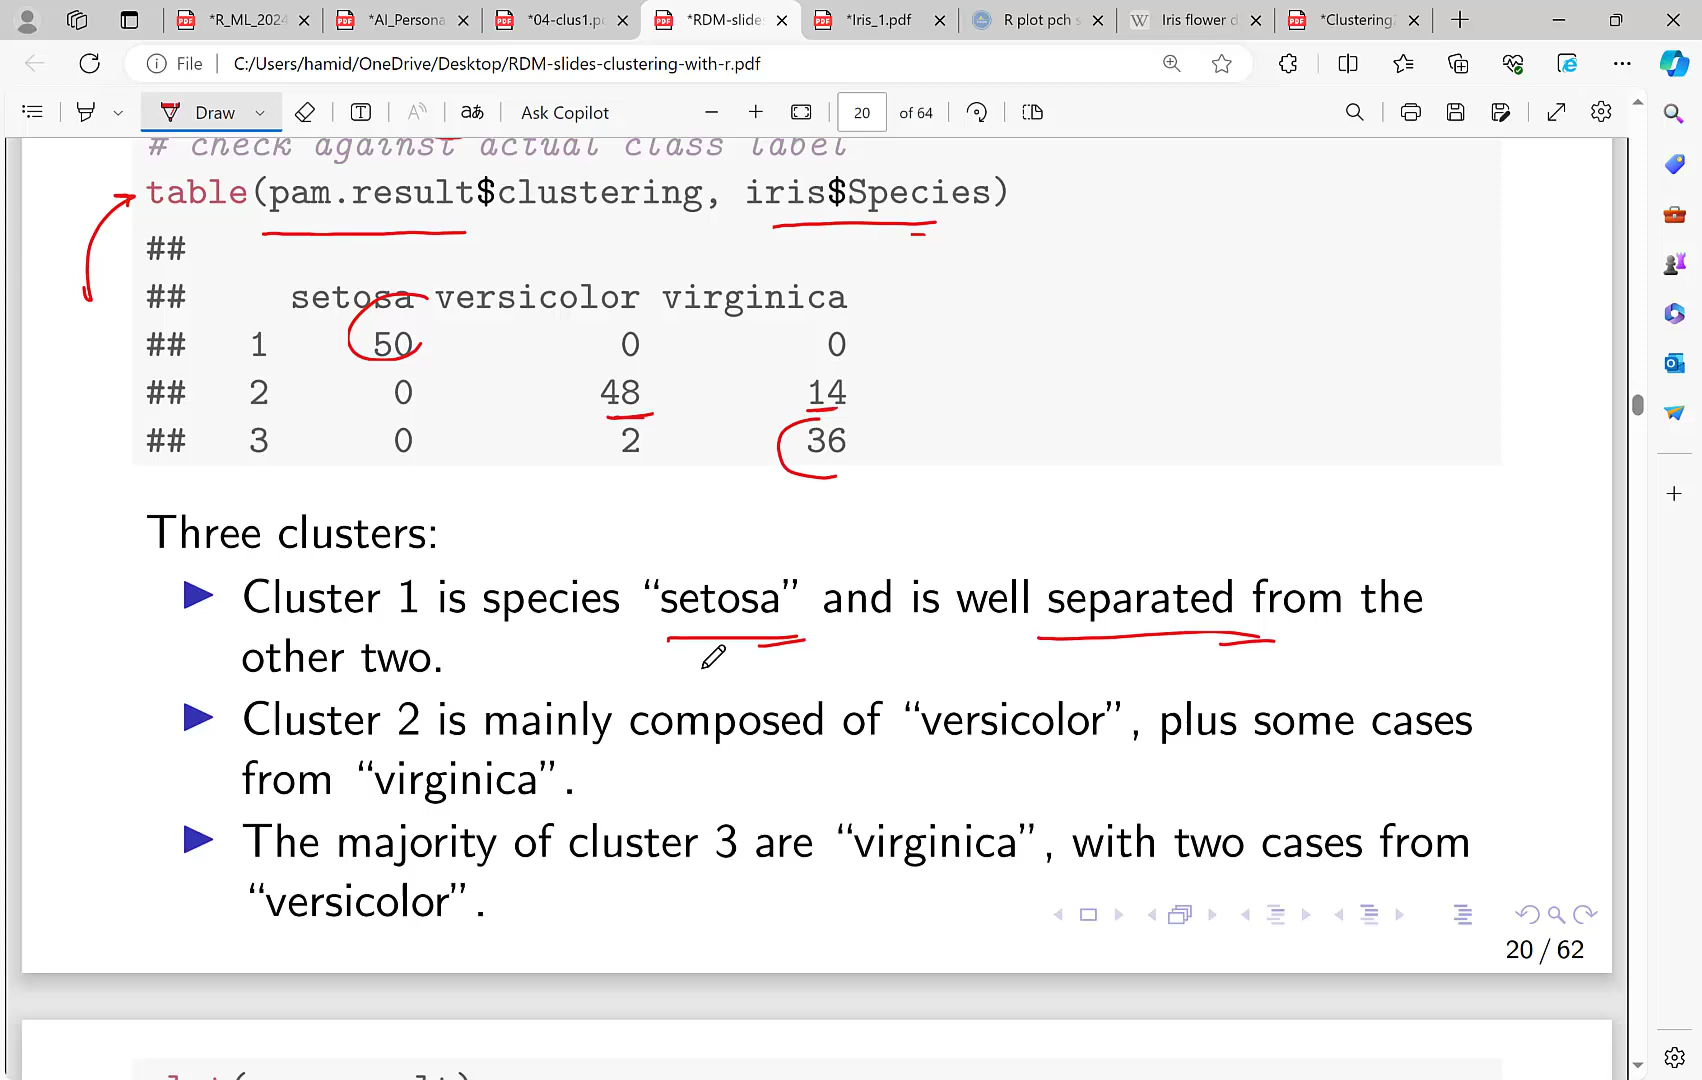 *R_ML_2024
*AI_Persona
*04-clus1.pd
*RDM-slides
*Iris_1.pdf
R plot pch s
Iris flower d
*Clustering
File C:/Users/hamid/OneDrive/Desktop/RDM-slides-clustering-with-r.pdf
Draw T A aあ Ask Copilot 20 of 64
# check against actual class label
table(pam.result$clustering, iris$Species)
##
## setosa versicolor virginica
## 1 50 0 0
## 2 0 48 14
## 3 0 2 36
Three clusters:
Cluster 1 is species “setosa” and is well separated from the
other two.
Cluster 2 is mainly composed of “versicolor”, plus some cases
from “virginica”.
The majority of cluster 3 are “virginica”, with two cases from
“versicolor”.
20 / 62